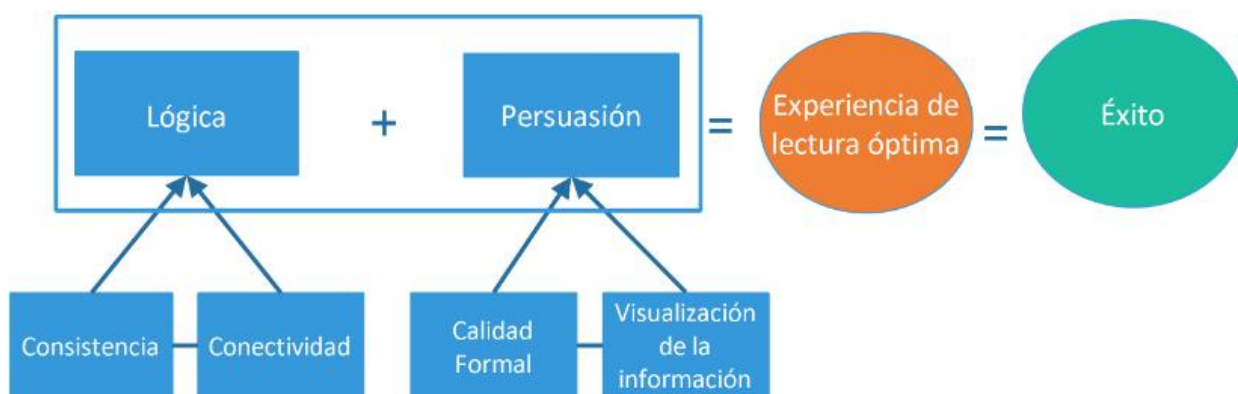 Lógica
+
Persuasión
=
Experiencia de
lectura óptima
=
Éxito
Consistencia
Conectividad
Calidad
Formal
Visualización
de la
información